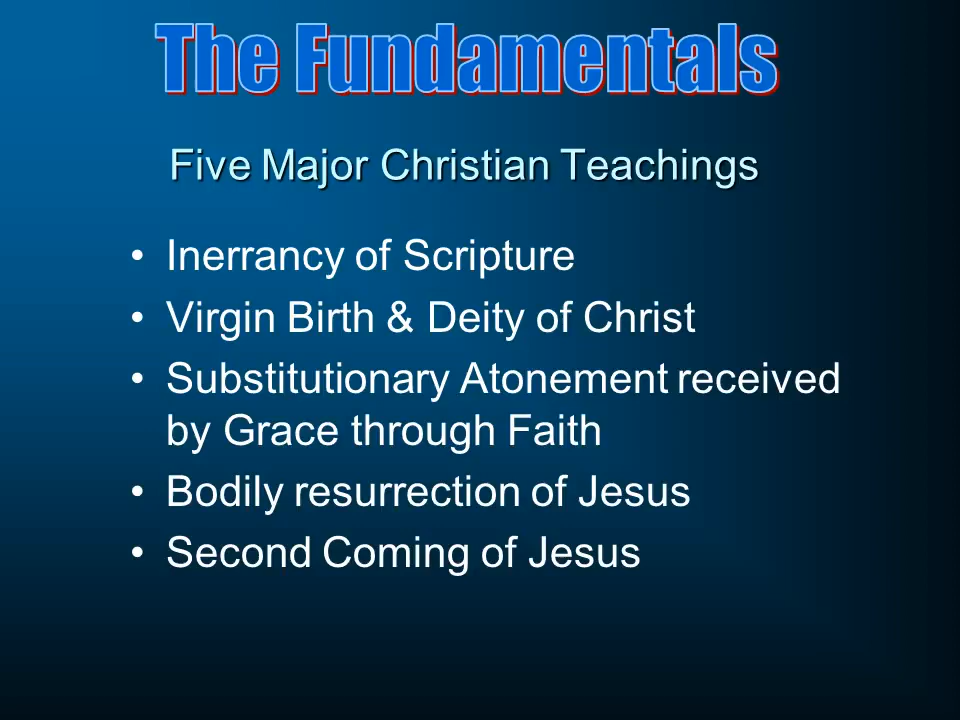 The Fundamentals
Five Major Christian Teachings
• Inerrancy of Scripture
• Virgin Birth & Deity of Christ
• Substitutionary Atonement received
by Grace through Faith
• Bodily resurrection of Jesus
• Second Coming of Jesus